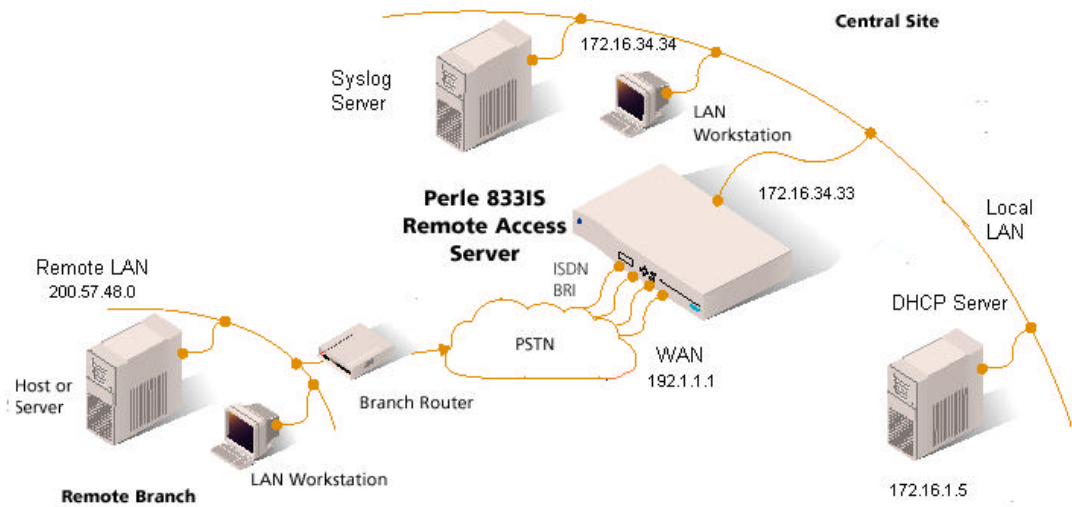 Central Site
172.16.34.34
Syslog
Server
LAN
Workstation
Perle 833IS
Remote Access
Server
172.16.34.33
Local
LAN
Remote LAN
200.57.48.0
ISDN
BRI
DHCP Server
PSTN
WAN
192.1.1.1
Host or
Server
Branch Router
LAN Workstation
Remote Branch
172.16.1.5